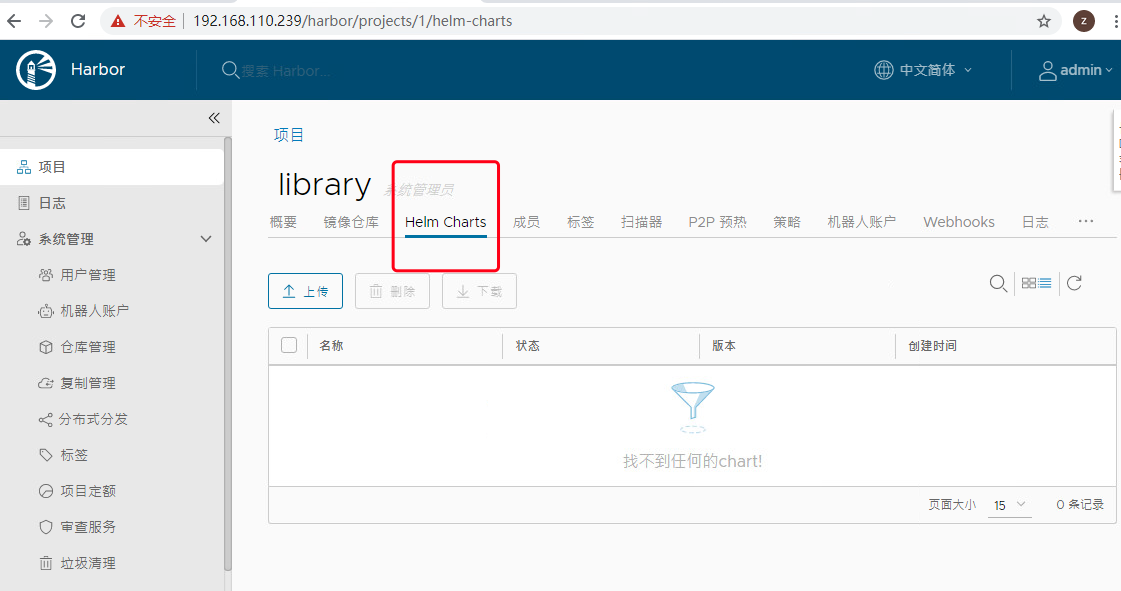 不安全 192.168.110.239/harbor/projects/1/helm-charts z
Harbor 搜索 Harbor... 中文简体 admin
项目
日志
系统管理
用户管理
机器人账户
仓库管理
复制管理
分布式分发
标签
项目定额
审查服务
垃圾清理
项目
library 系统管理员
概要 镜像仓库 Helm Charts 成员 标签 扫描器 P2P 预热 策略 机器人账户 Webhooks 日志 ...
上传 删除 下载
名称 状态 版本 创建时间
找不到任何的chart!
页面大小 15 0 条记录